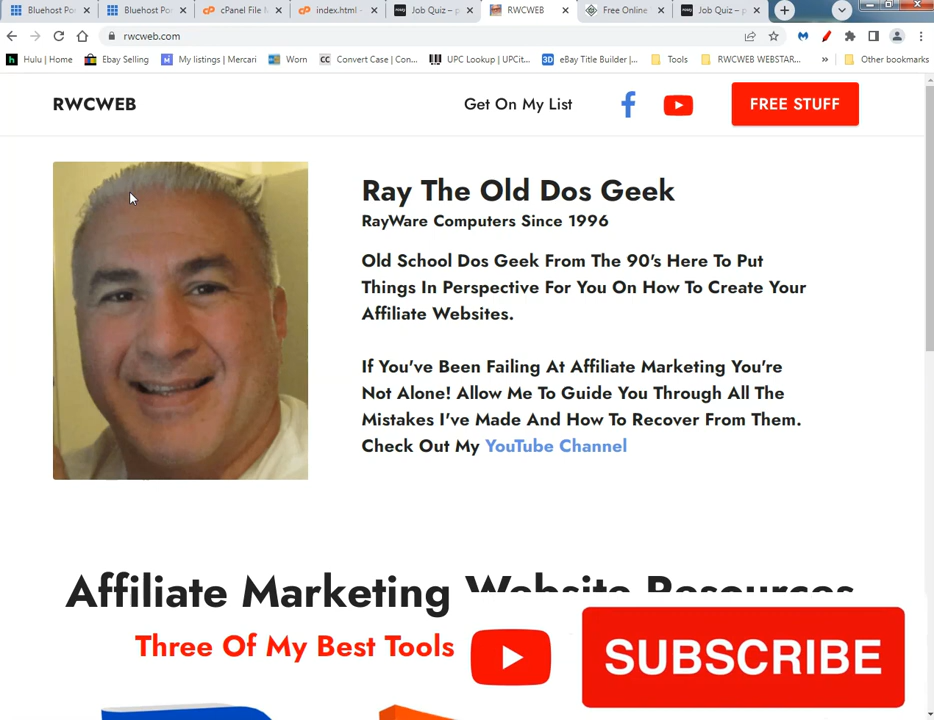 Bluehost Po
Bluehost Po
cPanel File M
index.html -
Job Quiz – p
RWCWEB
Free Online
Job Quiz – p
rwcweb.com
Hulu | Home
Ebay Selling
My listings | Mercari
Worn
Convert Case | Con...
UPC Lookup | UPCit...
eBay Title Builder |...
Tools
RWCWEB WEBSTAR...
»
Other bookmarks
RWCWEB
Get On My List
FREE STUFF
Ray The Old Dos Geek
RayWare Computers Since 1996
Old School Dos Geek From The 90's Here To Put
Things In Perspective For You On How To Create Your
Affiliate Websites.
If You've Been Failing At Affiliate Marketing You're
Not Alone! Allow Me To Guide You Through All The
Mistakes I've Made And How To Recover From Them.
Check Out My YouTube Channel
Affiliate Marketing Website Resources
Three Of My Best Tools
SUBSCRIBE